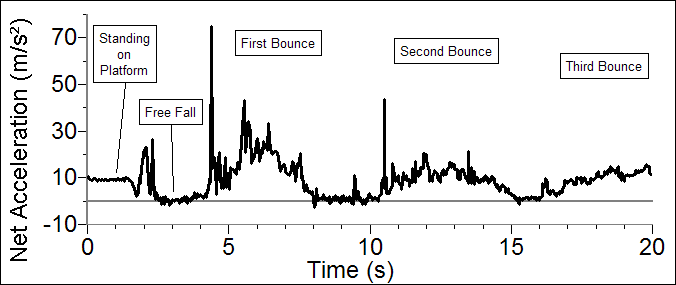 Net Acceleration (m/s²)
70
50
30
10
-10
Standing
on
Platform
Free Fall
First Bounce
Second Bounce
Third Bounce
0
5
10
15
20
Time (s)